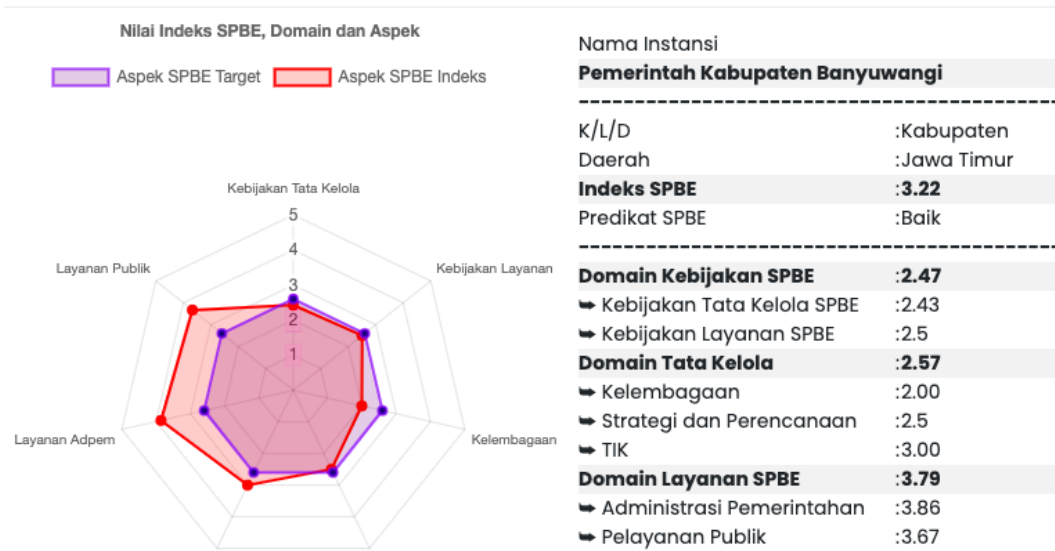 Nilai Indeks SPBE, Domain dan Aspek
Aspek SPBE Target
Aspek SPBE Indeks
Kebijakan Tata Kelola
5
4
3
2
1
Layanan Publik
Kebijakan Layanan
Layanan Adpem
Kelembagaan
Nama Instansi
Pemerintah Kabupaten Banyuwangi
K/L/D :Kabupaten
Daerah :Jawa Timur
Indeks SPBE :3.22
Predikat SPBE :Baik
Domain Kebijakan SPBE :2.47
➥ Kebijakan Tata Kelola SPBE :2.43
➥ Kebijakan Layanan SPBE :2.5
Domain Tata Kelola :2.57
➥ Kelembagaan :2.00
➥ Strategi dan Perencanaan :2.5
➥ TIK :3.00
Domain Layanan SPBE :3.79
➥ Administrasi Pemerintahan :3.86
➥ Pelayanan Publik :3.67